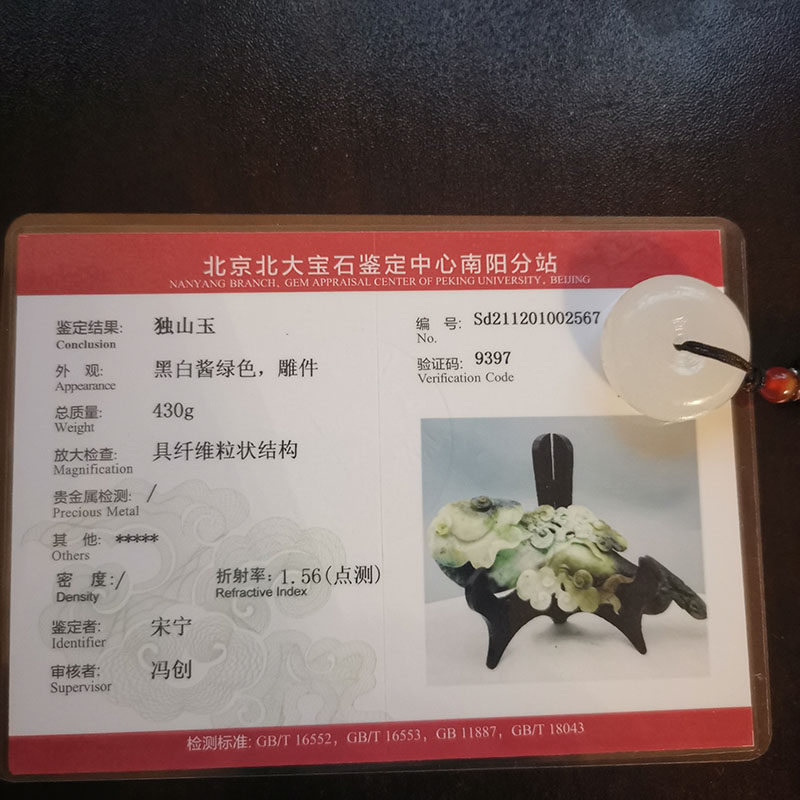 北京北大宝石鉴定中心南阳分站
NANYANG BRANCH, GEM APPRAISAL CENTER OF PEKING UNIVERSITY, BEIJING
鉴定结果: 独山玉
Conclusion
外 观: 黑白酱绿色，雕件
Appearance
总质量: 430g
Weight
放大检查: 具纤维粒状结构
Magnification
贵金属检测: /
Precious Metal
其 他: *****
Others
密 度: / 折射率: 1.56(点测)
Density Refractive Index
鉴定者: 宋宁
Identifier
审核者: 冯创
Supervisor
编 号: Sd211201002567
No.
验证码: 9397
Verification Code
检测标准: GB/T 16552，GB/T 16553，GB 11887，GB/T 18043